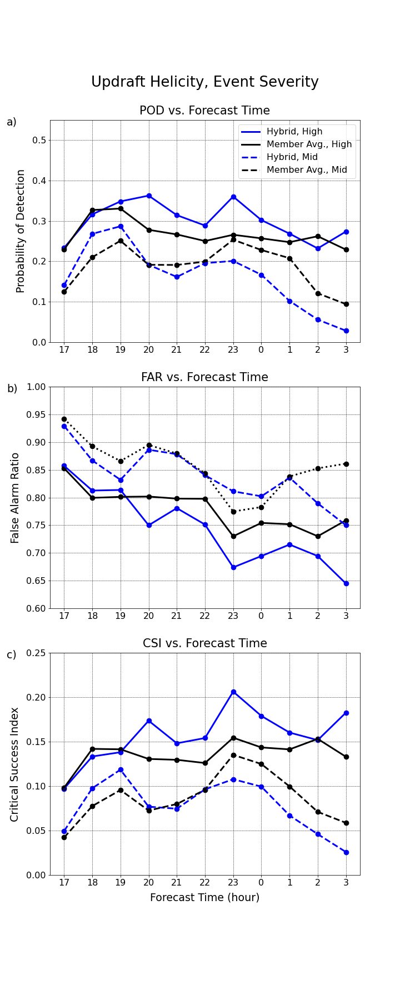 Updraft Helicity, Event Severity
POD vs. Forecast Time
a)
Hybrid, High
Member Avg., High
Hybrid, Mid
Member Avg., Mid
Probability of Detection
0.5
0.4
0.3
0.2
0.1
0.0
17 18 19 20 21 22 23 0 1 2 3
FAR vs. Forecast Time
b)
False Alarm Ratio
1.00
0.95
0.90
0.85
0.80
0.75
0.70
0.65
0.60
17 18 19 20 21 22 23 0 1 2 3
CSI vs. Forecast Time
c)
Critical Success Index
0.25
0.20
0.15
0.10
0.05
0.00
17 18 19 20 21 22 23 0 1 2 3
Forecast Time (hour)